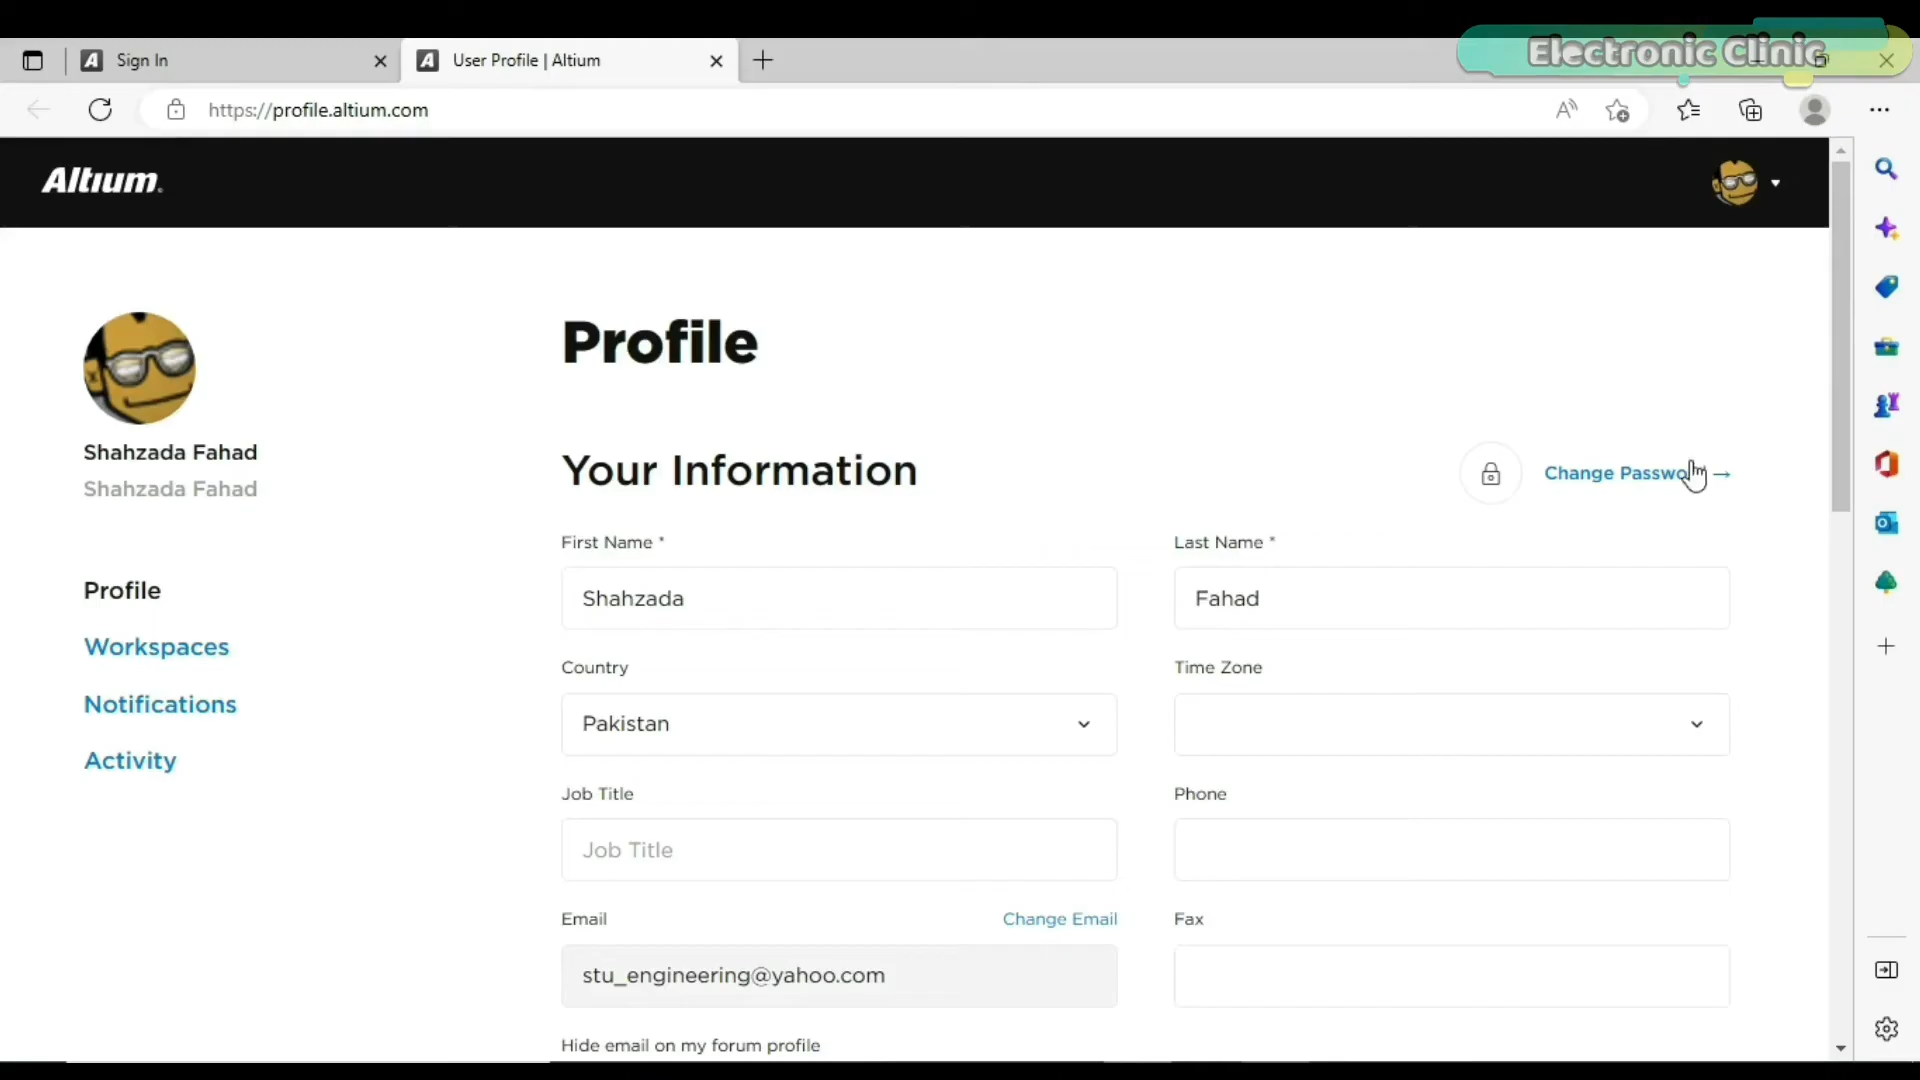 Electronic Clinic
Sign In
User Profile | Altium
https://profile.altium.com
Altium.
Profile
Shahzada Fahad
Shahzada Fahad
Your Information
Change Passwo →
First Name *
Last Name *
Shahzada
Fahad
Profile
Workspaces
Notifications
Activity
Country
Time Zone
Pakistan
Job Title
Phone
Job Title
Email
Change Email
Fax
stu_engineering@yahoo.com
Hide email on my forum profile